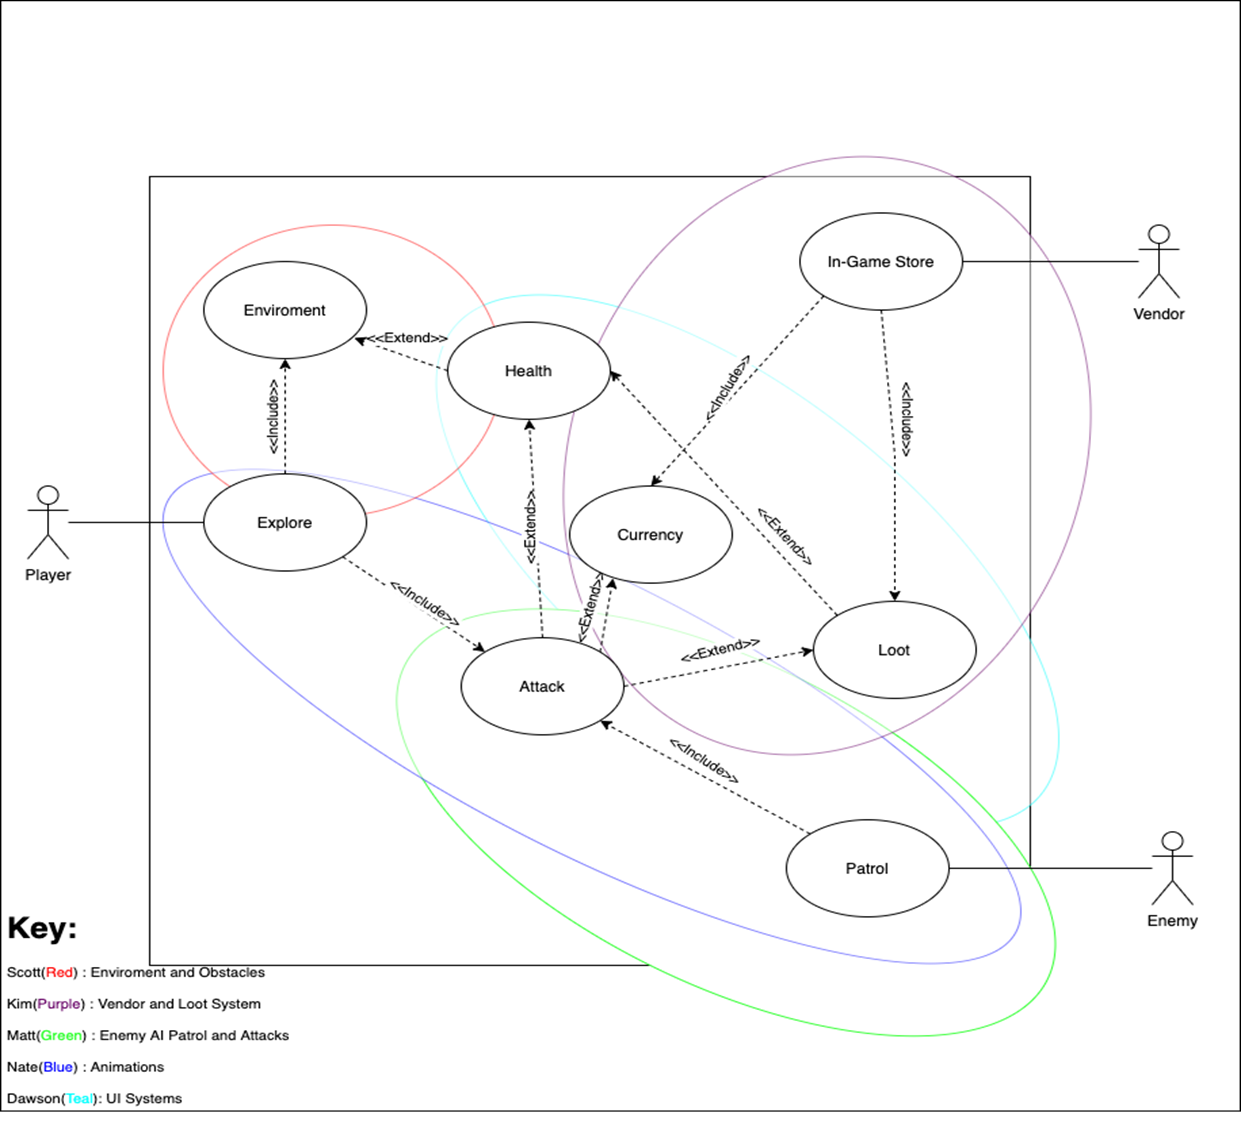 In-Game Store
Vendor
Enviroment
<<Extend>>
Health
<<Include>>
<<Include>>
<<Include>>
Explore
Player
<<Extend>>
Currency
<<Extend>>
<<Include>>
<<Extend>>
<<Extend>>
Loot
Attack
<<Include>>
Patrol
Enemy
Key:
Scott(Red) : Enviroment and Obstacles
Kim(Purple) : Vendor and Loot System
Matt(Green) : Enemy AI Patrol and Attacks
Nate(Blue) : Animations
Dawson(Teal): UI Systems